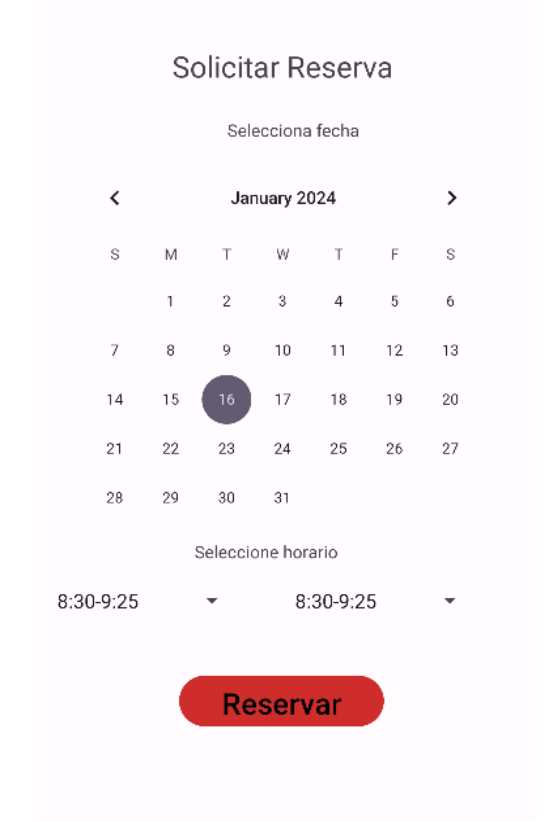 Solicitar Reserva
Selecciona fecha
January 2024
S M T W T F S
1 2 3 4 5 6
7 8 9 10 11 12 13
14 15 16 17 18 19 20
21 22 23 24 25 26 27
28 29 30 31
Seleccione horario
8:30-9:25 8:30-9:25
Reservar